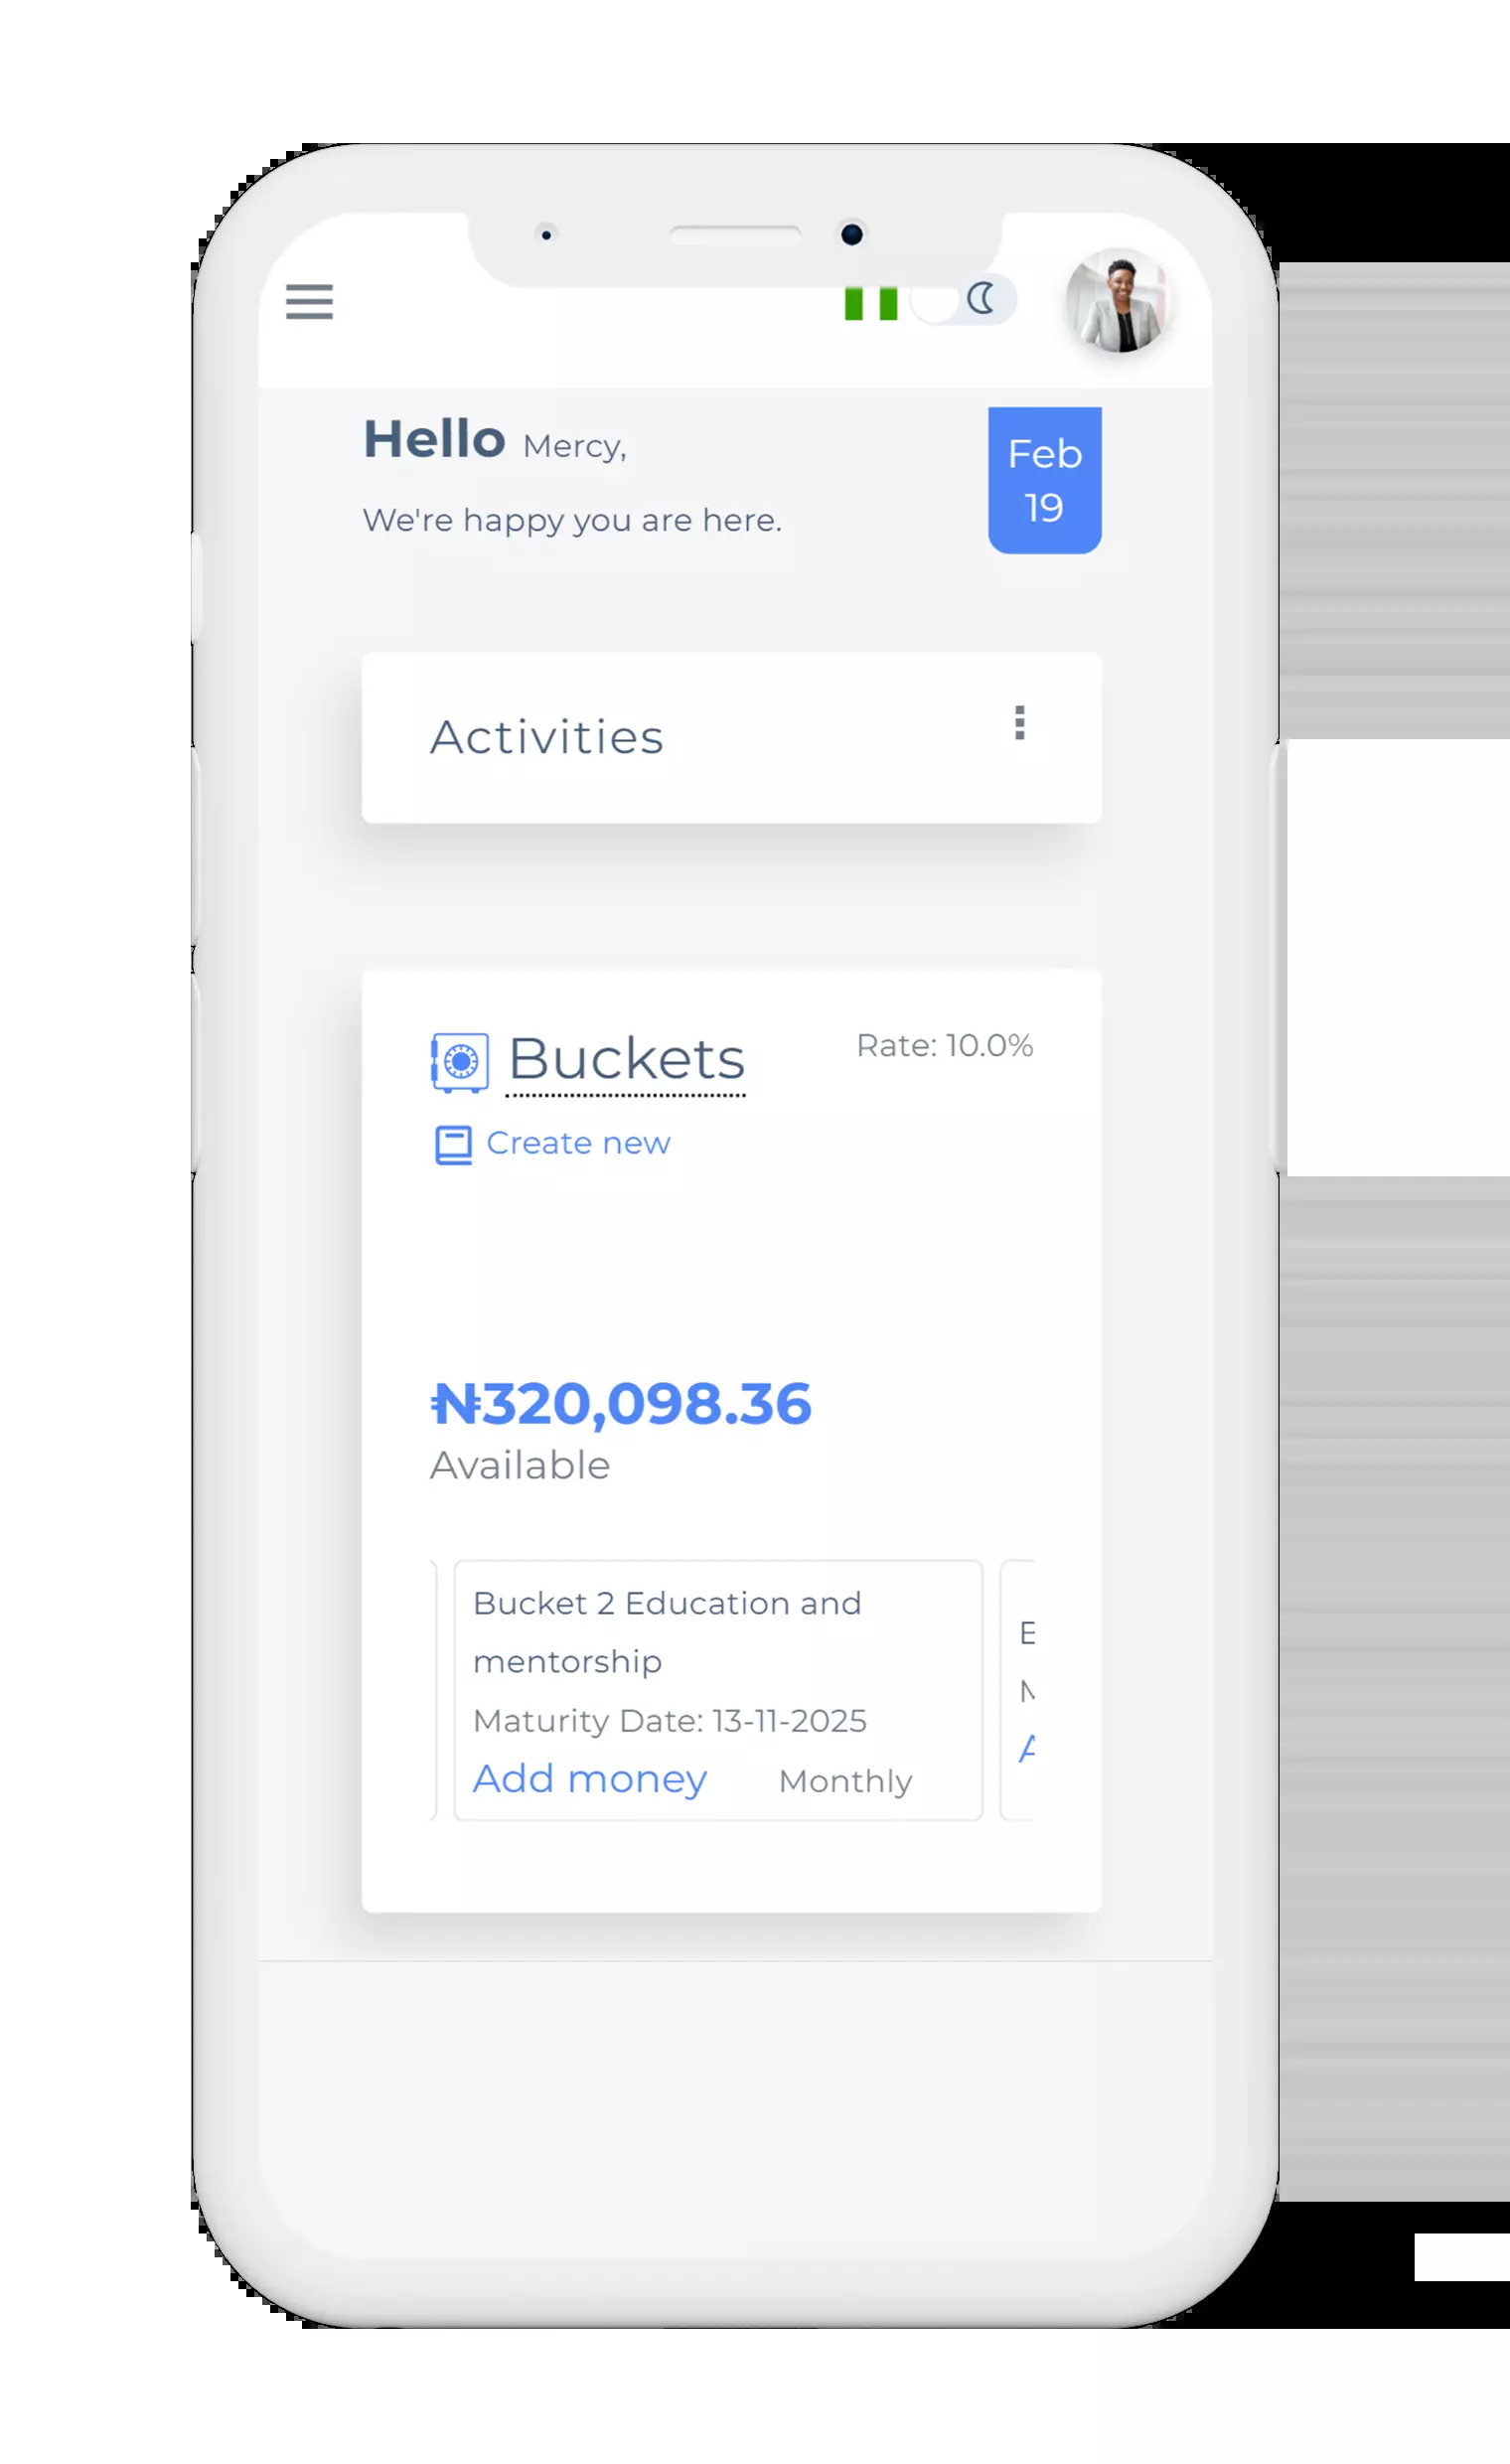 Hello Mercy,
We're happy you are here.
Feb
19
Activities
Buckets
Rate: 10.0%
Create new
₦320,098.36
Available
Bucket 2 Education and
mentorship
Maturity Date: 13-11-2025
Add money Monthly